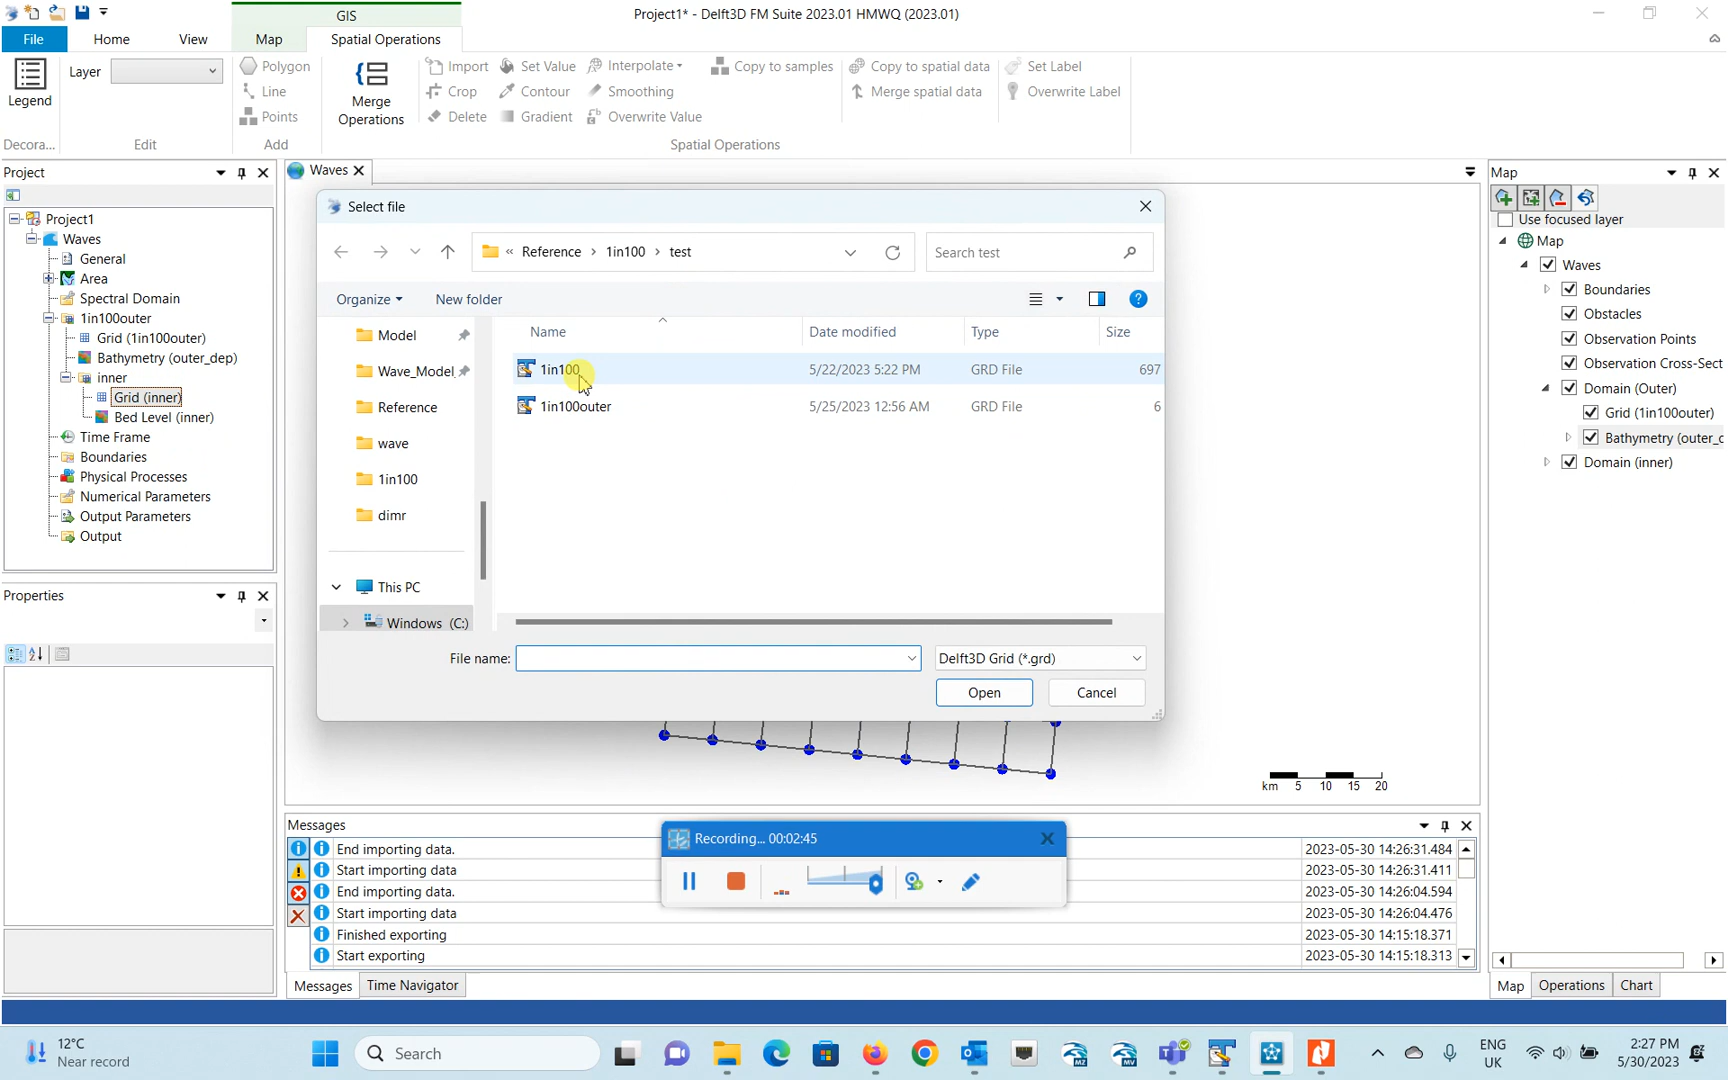 Project1* - Delft3D FM Suite 2023.01 HMWQ (2023.01)
GIS
File
Home
View
Map
Spatial Operations
Legend
Layer
Polygon
Line
Points
Merge
Operations
Import
Crop
Delete
Set Value
Contour
Gradient
Interpolate
Smoothing
Overwrite Value
Copy to samples
Copy to spatial data
Merge spatial data
Set Label
Overwrite Label
Decora...
Edit
Add
Spatial Operations
Project
Project1
Waves
General
Area
Spectral Domain
1in100outer
Grid (1in100outer)
Bathymetry (outer_dep)
inner
Grid (inner)
Bed Level (inner)
Time Frame
Boundaries
Physical Processes
Numerical Parameters
Output Parameters
Output
Properties
Waves
Select file
« Reference > 1in100 > test
Search test
Organize
New folder
Model
Wave_Model
Reference
wave
1in100
dimr
This PC
Windows (C:)
Name Date modified Type Size
1in100 5/22/2023 5:22 PM GRD File 697
1in100outer 5/25/2023 12:56 AM GRD File 6
File name:
Delft3D Grid (*.grd)
Open
Cancel
km 5 10 15 20
Map
Use focused layer
Map
Waves
Boundaries
Obstacles
Observation Points
Observation Cross-Sect
Domain (Outer)
Grid (1in100outer)
Bathymetry (outer_c
Domain (inner)
Messages
End importing data. 2023-05-30 14:26:31.484
Start importing data 2023-05-30 14:26:31.411
End importing data. 2023-05-30 14:26:04.594
Start importing data 2023-05-30 14:26:04.476
Finished exporting 2023-05-30 14:15:18.371
Start exporting 2023-05-30 14:15:18.313
Recording... 00:02:45
Messages
Time Navigator
Map
Operations
Chart
12°C
Near record
Search
ENG
UK
2:27 PM
5/30/2023